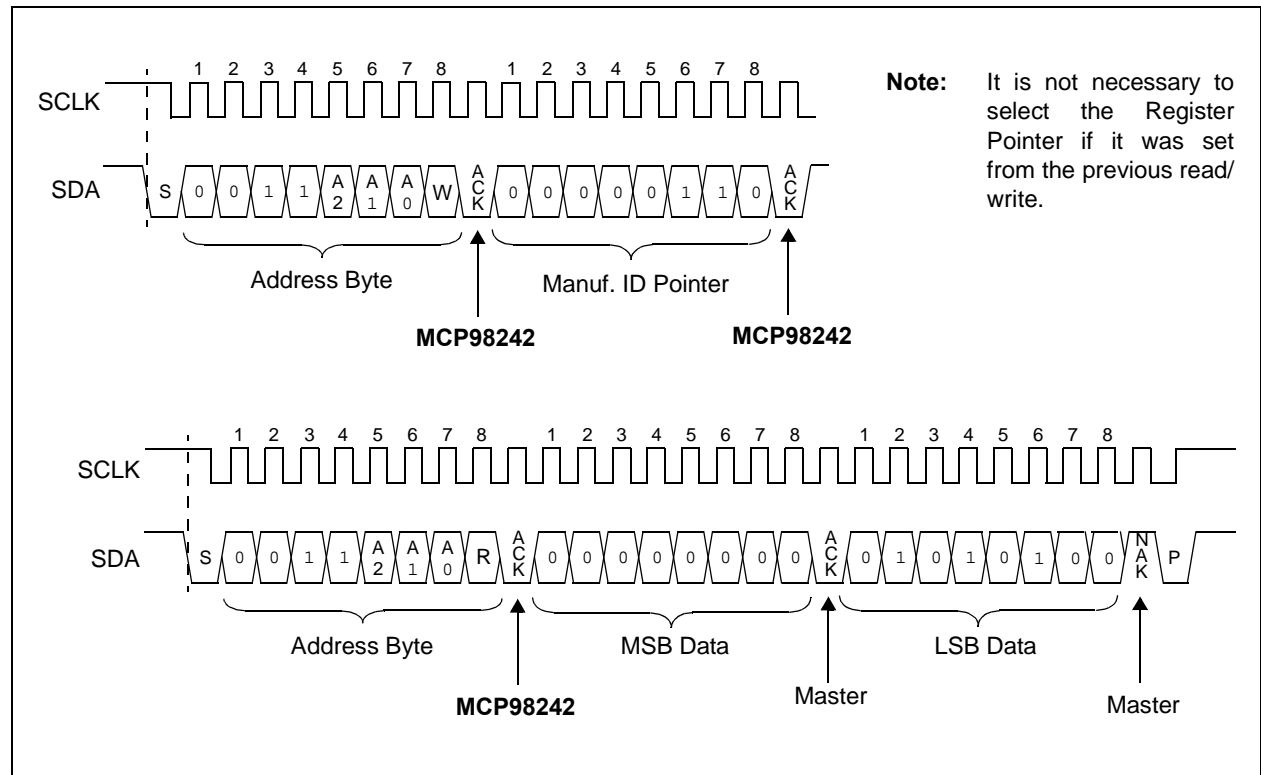 1 2 3 4 5 6 7 8 1 2 3 4 5 6 7 8
SCLK
SDA
S 0 0 1 1 A2 A1 A0 W ACK 0 0 0 0 0 1 1 0 ACK
Address Byte
Manuf. ID Pointer
MCP98242
MCP98242
Note: It is not necessary to
select the Register
Pointer if it was set
from the previous read/
write.
1 2 3 4 5 6 7 8 1 2 3 4 5 6 7 8 1 2 3 4 5 6 7 8
SCLK
SDA
S 0 0 1 1 A2 A1 A0 R ACK 0 0 0 0 0 0 0 0 ACK 0 1 0 1 0 1 0 0 NAK P
Address Byte
MSB Data
LSB Data
MCP98242
Master
Master